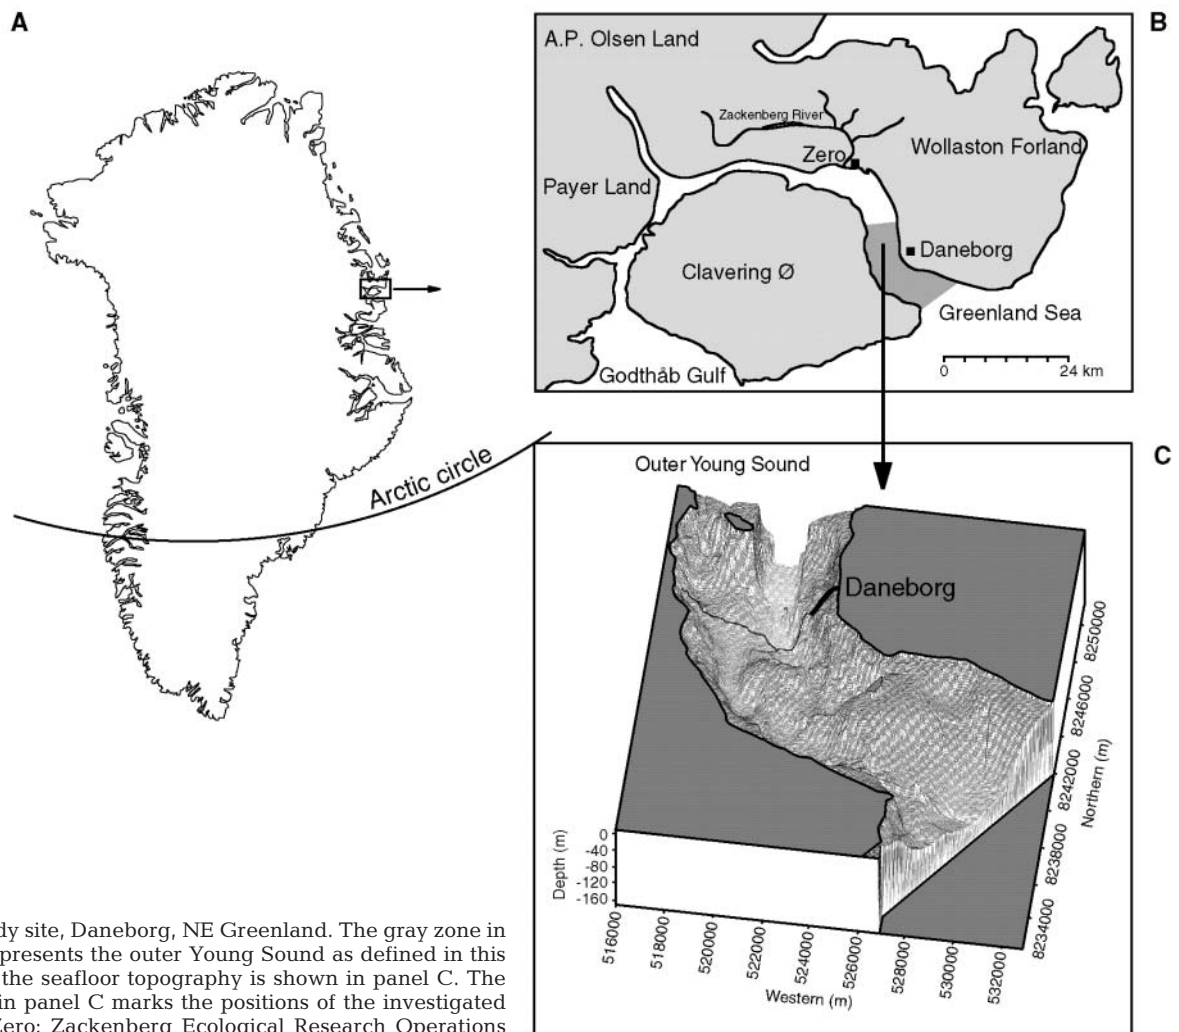 A
B
A.P. Olsen Land
Zackenberg River
Zero
Wollaston Forland
Payer Land
Daneborg
Clavering Ø
Greenland Sea
Godthåb Gulf
0 24 km
Arctic circle
C
Outer Young Sound
Daneborg
Depth (m)
0
-40
-80
-120
-160
516000
518000
520000
522000
524000
526000
528000
530000
532000
Western (m)
8234000
8238000
8242000
8246000
8250000
Northern (m)
dy site, Daneborg, NE Greenland. The gray zone in
presents the outer Young Sound as defined in this
the seafloor topography is shown in panel C. The
in panel C marks the positions of the investigated
Zero: Zackenberg Ecological Research Operations